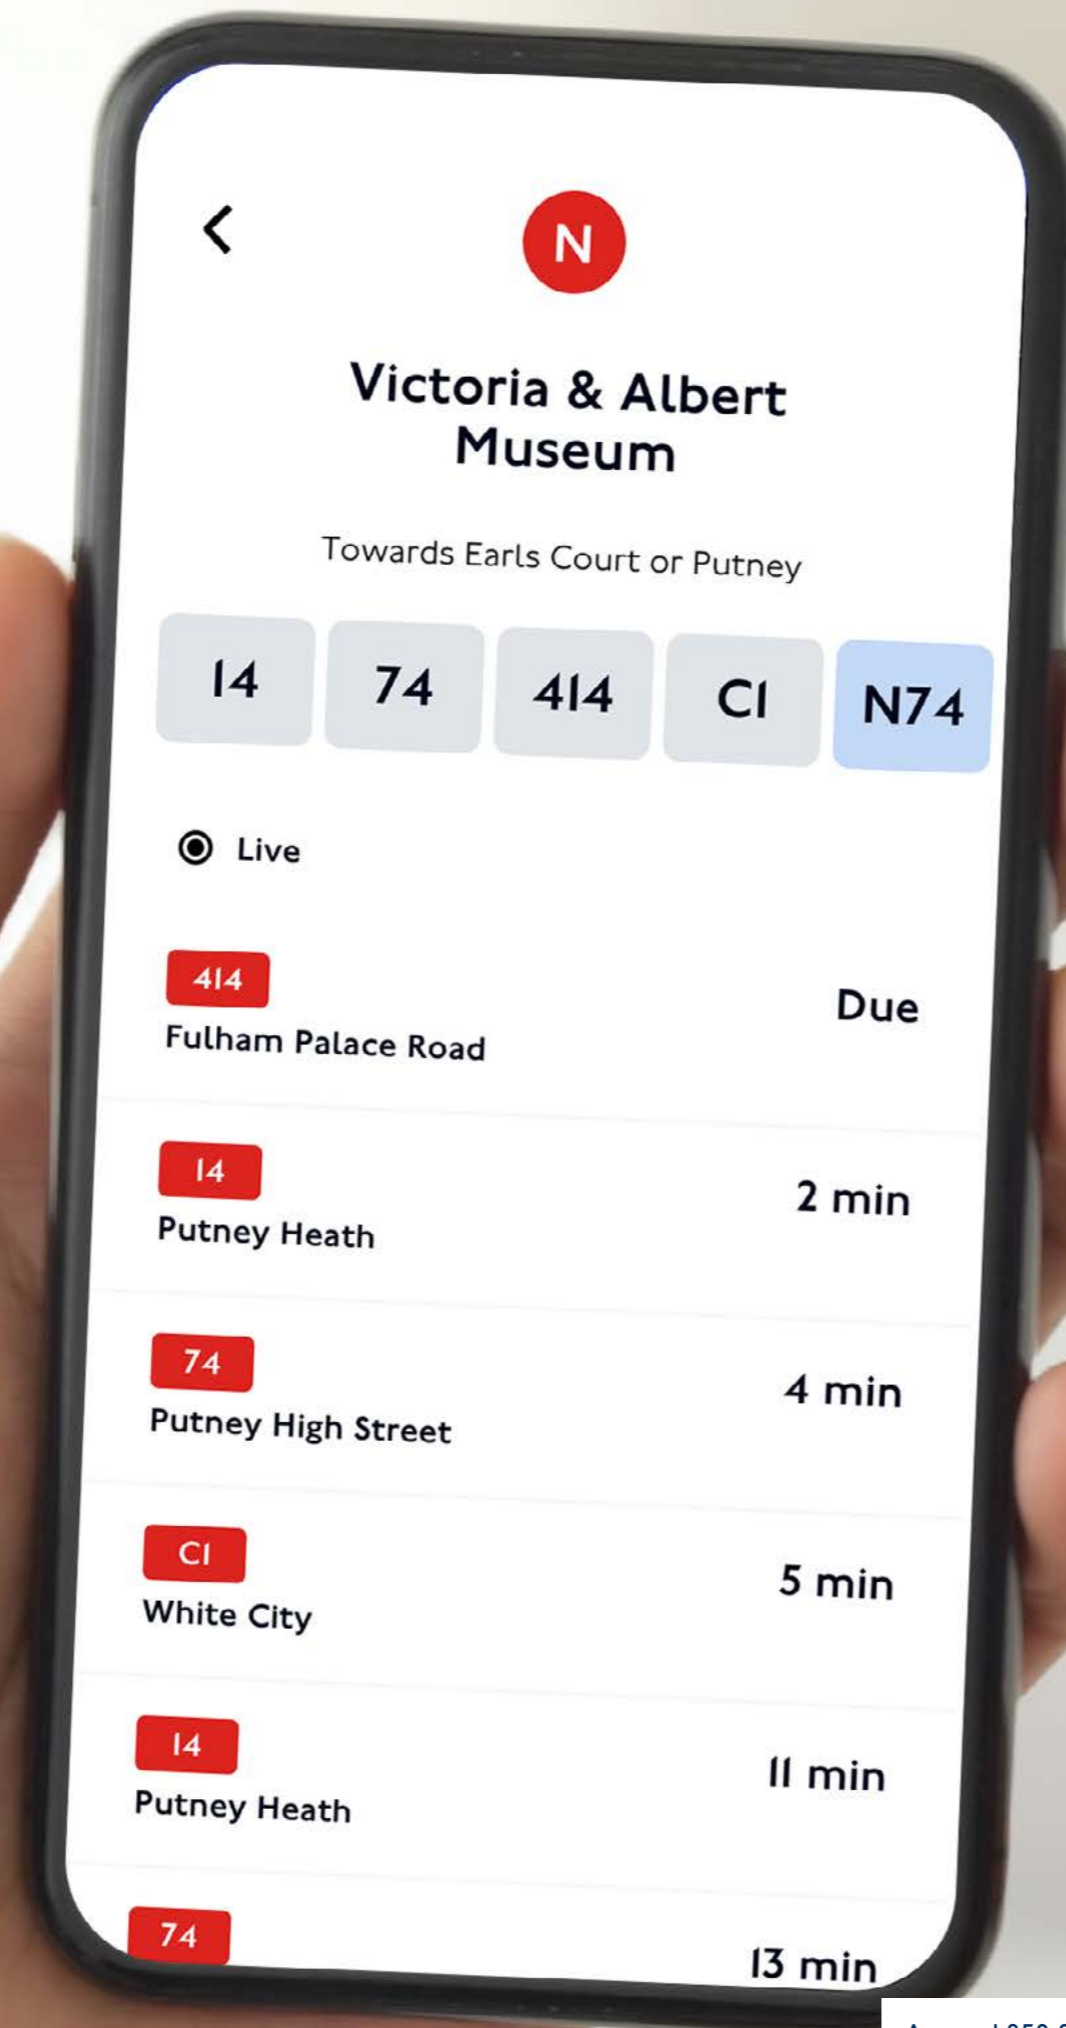 N
Victoria & Albert
Museum
Towards Earls Court or Putney
14 74 414 C1 N74
Live
414
Due
Fulham Palace Road
14
2 min
Putney Heath
74
4 min
Putney High Street
C1
5 min
White City
14
11 min
Putney Heath
74
13 min